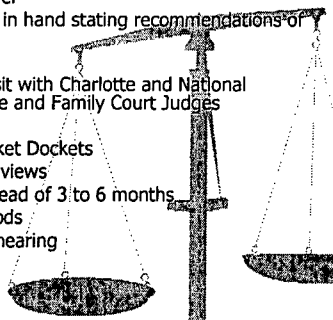 in hand stating recommendations of
sit with Charlotte and National
e and Family Court Judges
ket Dockets
views
ead of 3 to 6 months
ods
hearing